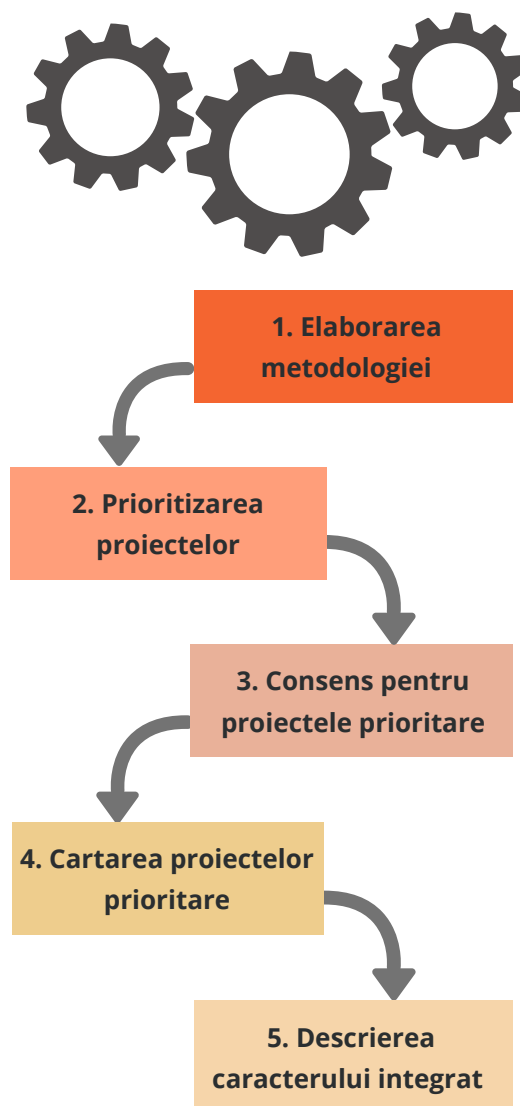 1. Elaborarea
metodologiei
2. Prioritizarea
proiectelor
3. Consens pentru
proiectele prioritare
4. Cartarea proiectelor
prioritare
5. Descrierea
caracterului integrat